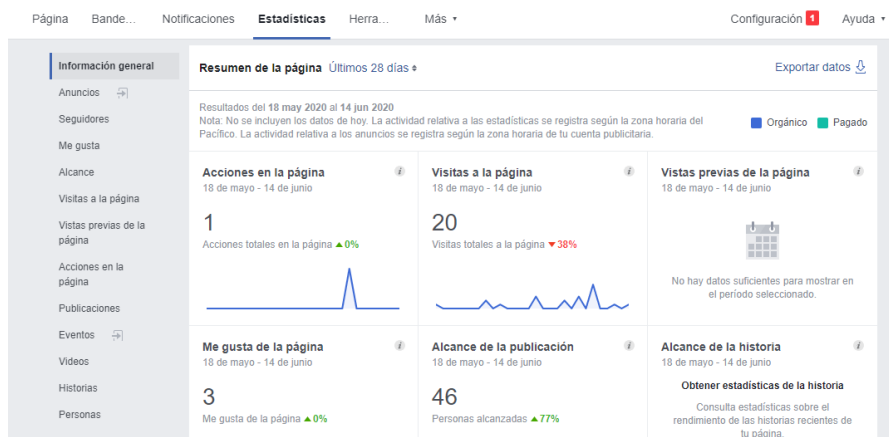 Página Bande... Notificaciones Estadísticas Herra... Más Configuración 1 Ayuda
Información general
Anuncios
Seguidores
Me gusta
Alcance
Visitas a la página
Vistas previas de la
página
Acciones en la
página
Publicaciones
Eventos
Videos
Historias
Personas
Resumen de la página Últimos 28 días
Exportar datos
Resultados del 18 may 2020 al 14 jun 2020
Nota: No se incluyen los datos de hoy. La actividad relativa a las estadísticas se registra según la zona horaria del
Pacífico. La actividad relativa a los anuncios se registra según la zona horaria de tu cuenta publicitaria.
Orgánico Pagado
Acciones en la página
18 de mayo - 14 de junio
1
Acciones totales en la página ▲0%
Visitas a la página
18 de mayo - 14 de junio
20
Visitas totales a la página ▼38%
Vistas previas de la página
18 de mayo - 14 de junio
No hay datos suficientes para mostrar en
el período seleccionado.
Me gusta de la página
18 de mayo - 14 de junio
3
Me gusta de la página ▲0%
Alcance de la publicación
18 de mayo - 14 de junio
46
Personas alcanzadas ▲77%
Alcance de la historia
18 de mayo - 14 de junio
Obtener estadísticas de la historia
Consulta estadísticas sobre el
rendimiento de las historias recientes de
tu página.